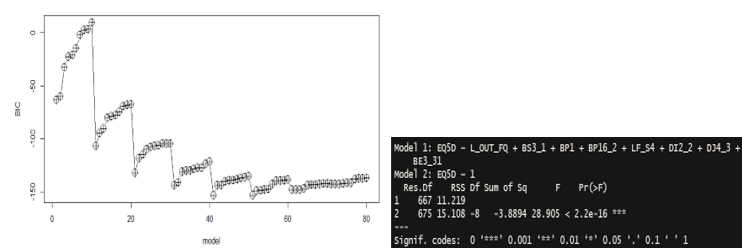 0
-50
-100
-150
BIC
0
20
40
60
80
model
Model 1: EQ5D ~ L_OUT_FQ + BS3_1 + BP1 + BP16_2 + LF_S4 + DI2_2 + DJ4_3 +
BE3_31
Model 2: EQ5D ~ 1
Res.Df RSS Df Sum of Sq F Pr(>F)
1 667 11.219
2 675 15.108 -8 -3.8894 28.905 < 2.2e-16 ***
---
Signif. codes: 0 ‘***’ 0.001 ‘**’ 0.01 ‘*’ 0.05 ‘.’ 0.1 ‘ ’ 1